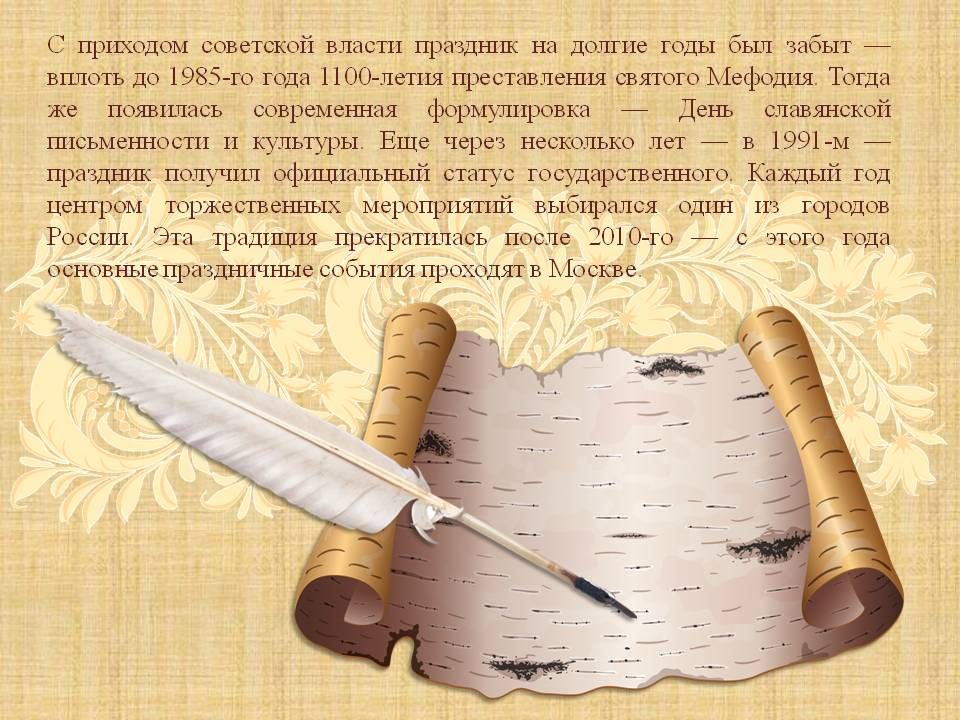 С приходом советской власти праздник на долгие годы был забыт —
вплоть до 1985-го года 1100-летия преставления святого Мефодия. Тогда
же появилась современная формулировка — День славянской
письменности и культуры. Еще через несколько лет — в 1991-м —
праздник получил официальный статус государственного. Каждый год
центром торжественных мероприятий выбирался один из городов
России. Эта традиция прекратилась после 2010-го — с этого года
основные праздничные события проходят в Москве.